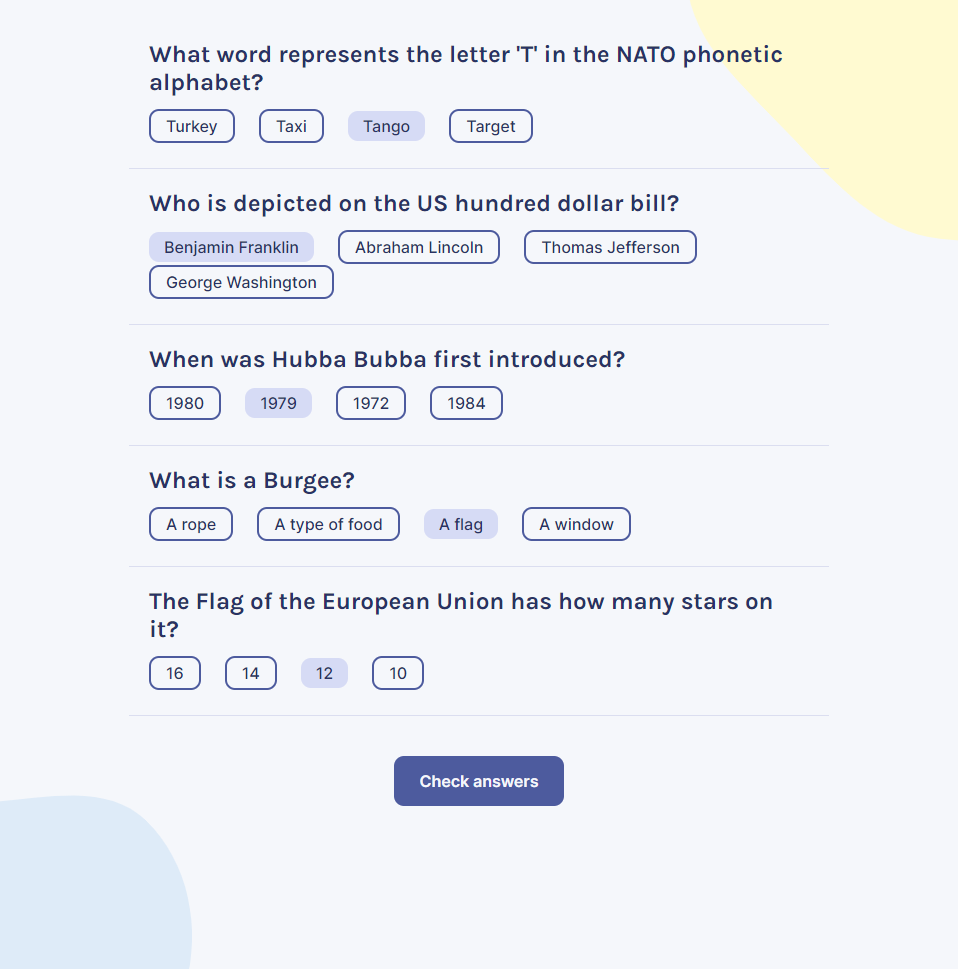 What word represents the letter 'T' in the NATO phonetic
alphabet?
Turkey Taxi Tango Target
Who is depicted on the US hundred dollar bill?
Benjamin Franklin Abraham Lincoln Thomas Jefferson
George Washington
When was Hubba Bubba first introduced?
1980 1979 1972 1984
What is a Burgee?
A rope A type of food A flag A window
The Flag of the European Union has how many stars on
it?
16 14 12 10
Check answers